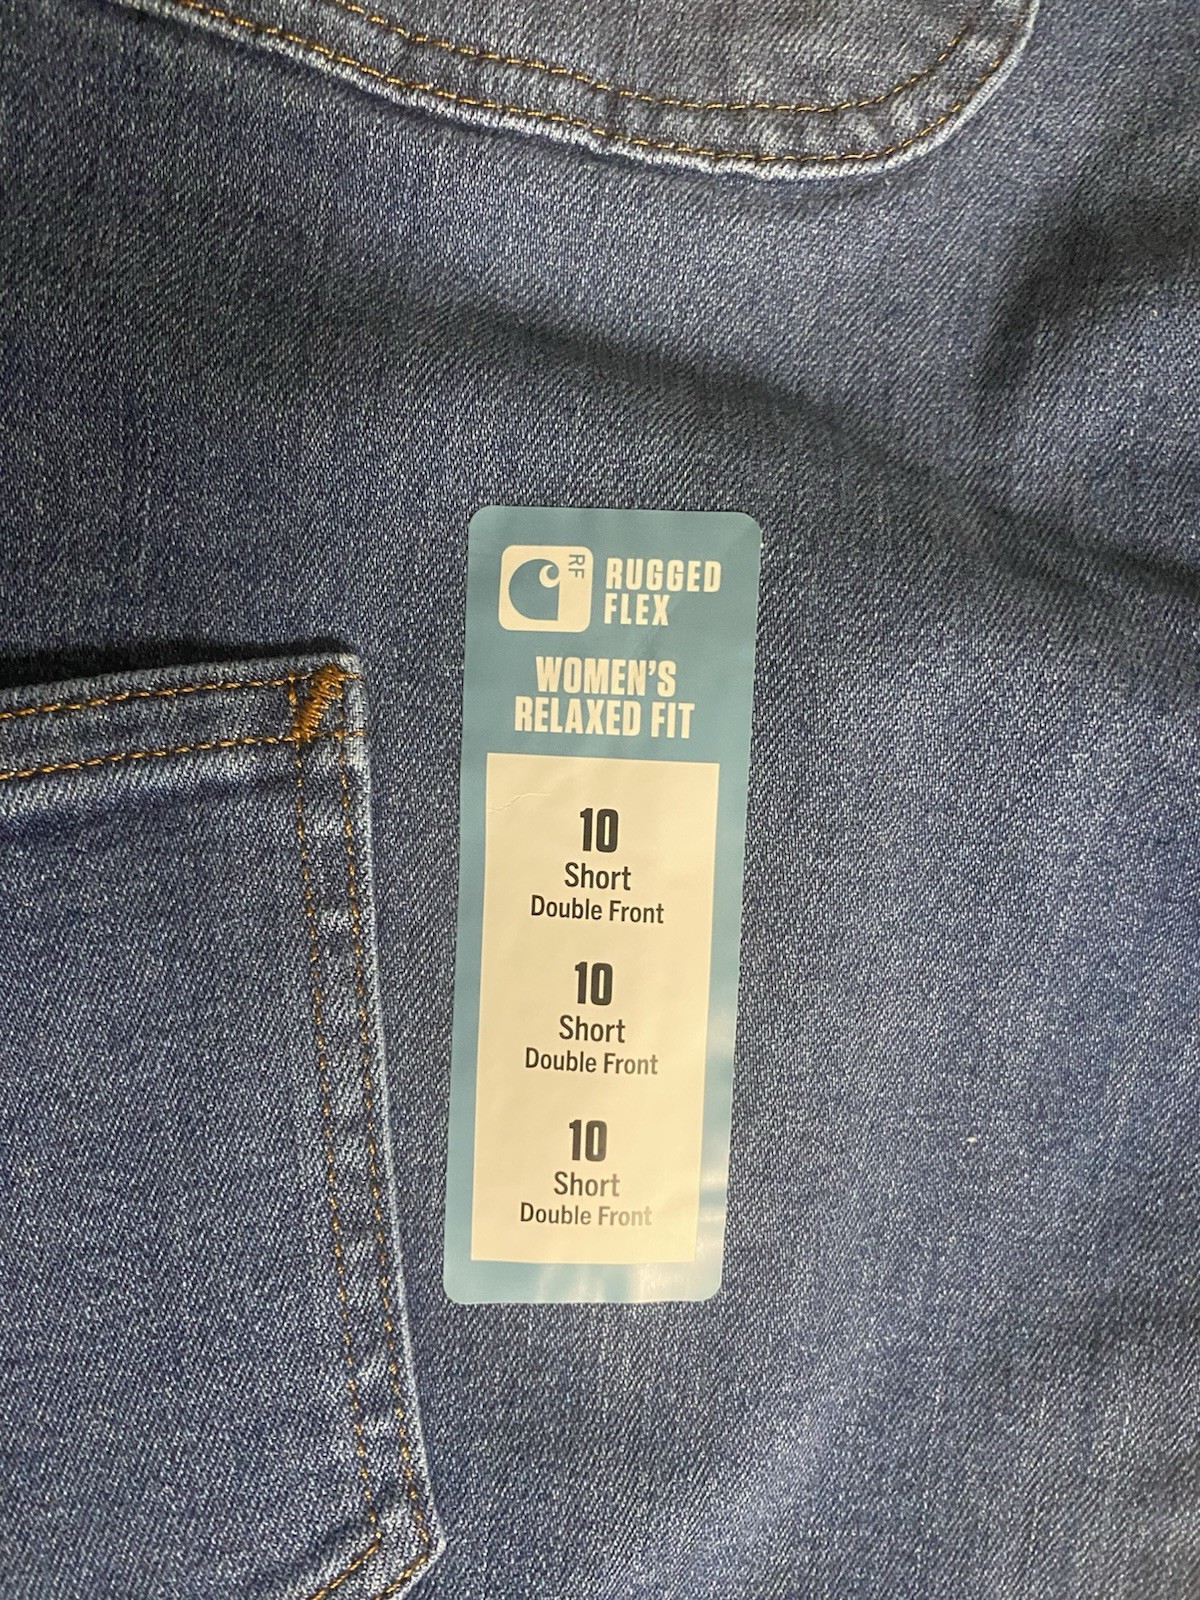 RF
RUGGED
FLEX
WOMEN'S
RELAXED FIT
10
Short
Double Front
10
Short
Double Front
10
Short
Double Front